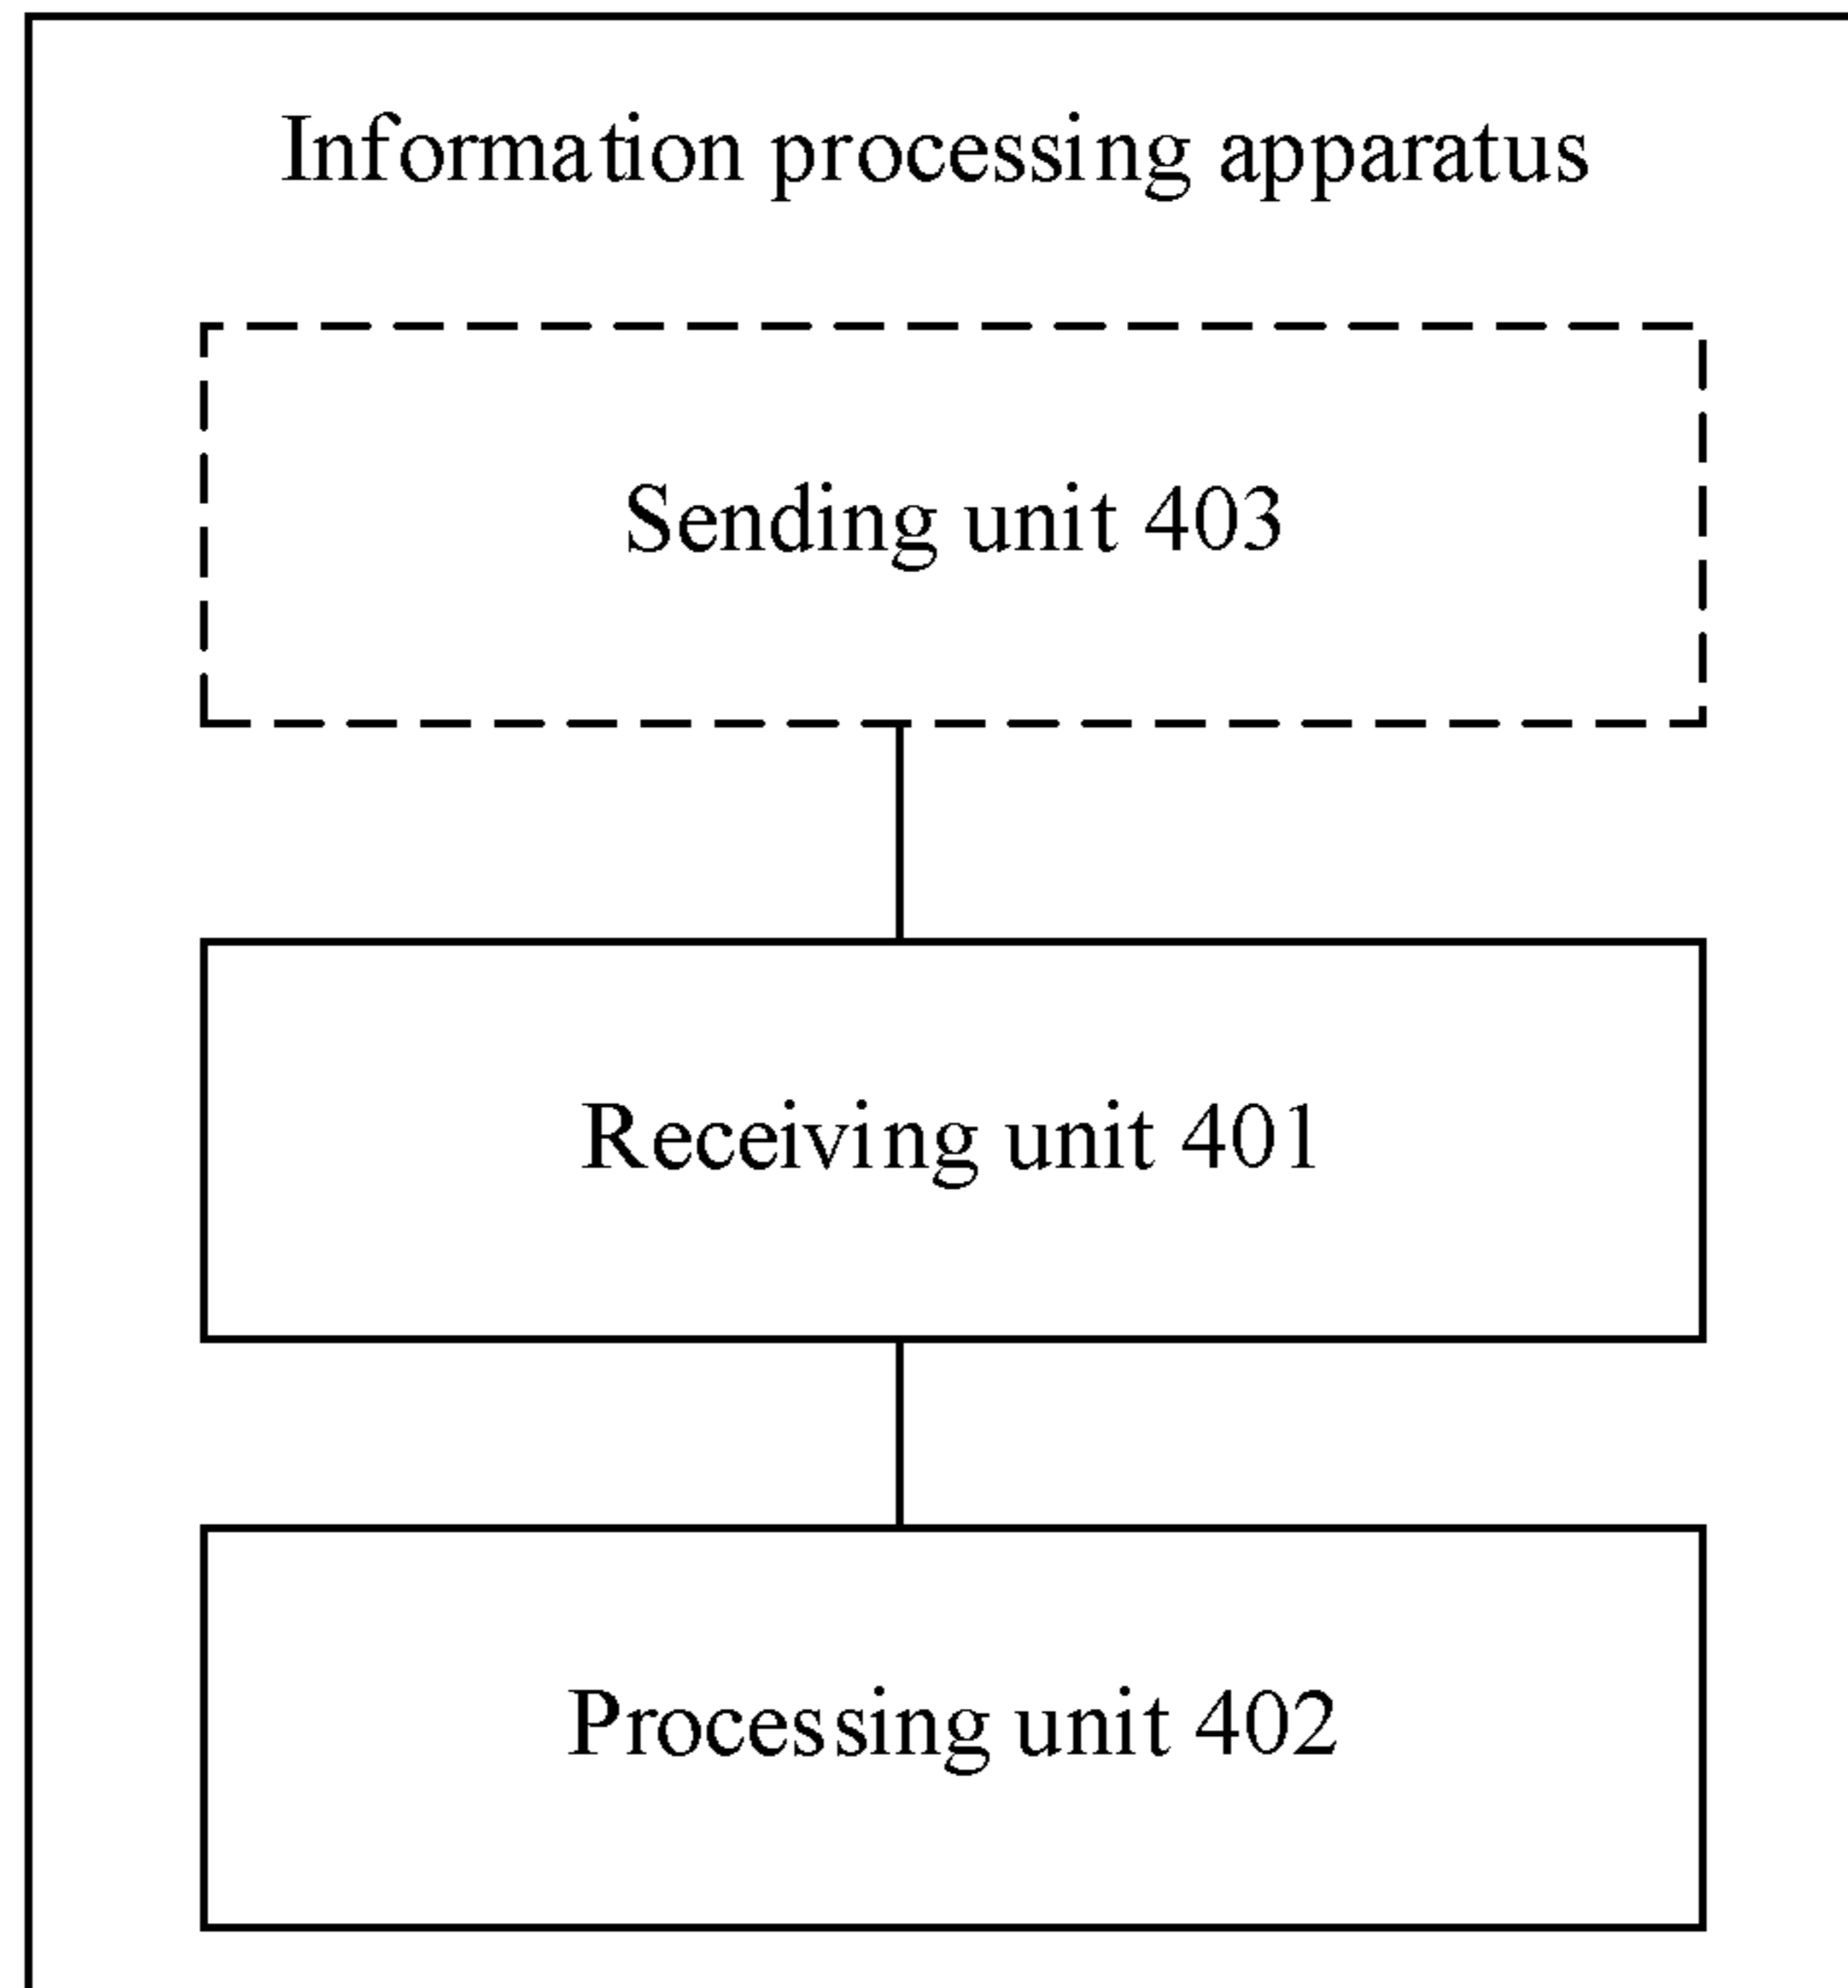 Information processing apparatus
Sending unit 403
Receiving unit 401
Processing unit 402